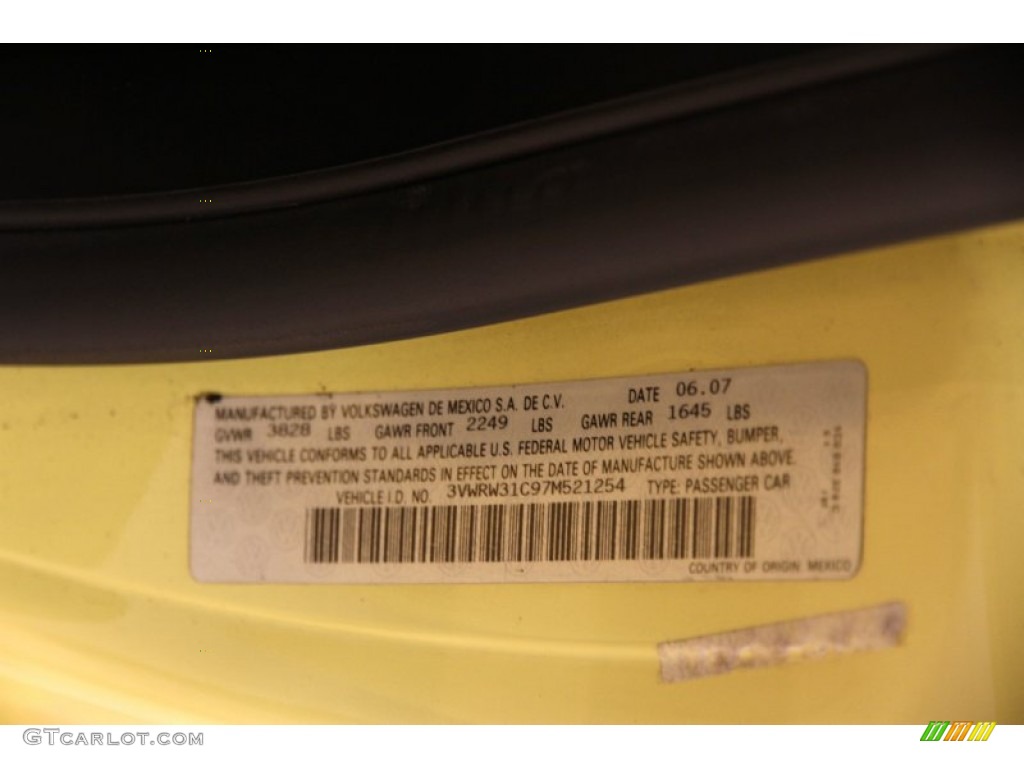 MANUFACTURED BY VOLKSWAGEN DE MEXICO S.A. DE C.V. DATE 06.07
GVWR 3828 LBS GAWR FRONT 2249 LBS GAWR REAR 1645 LBS
THIS VEHICLE CONFORMS TO ALL APPLICABLE U.S. FEDERAL MOTOR VEHICLE SAFETY, BUMPER,
AND THEFT PREVENTION STANDARDS IN EFFECT ON THE DATE OF MANUFACTURE SHOWN ABOVE.
VEHICLE I.D. NO. 3VWRW31C97M521254 TYPE: PASSENGER CAR
COUNTRY OF ORIGIN: MEXICO
GTCARLOT.COM